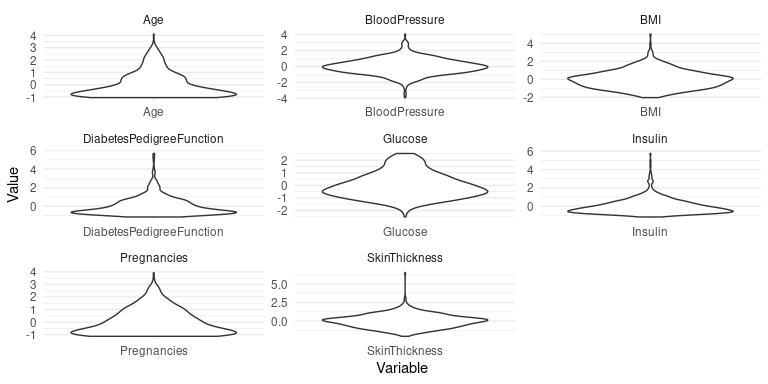 Age
BloodPressure
BMI
4
3
2
1
0
-1
4
2
0
-2
-4
4
2
0
-2
Age
BloodPressure
BMI
DiabetesPedigreeFunction
Glucose
Insulin
6
4
2
0
2
1
0
-1
-2
6
4
2
0
DiabetesPedigreeFunction
Glucose
Insulin
Value
Pregnancies
SkinThickness
4
3
2
1
0
-1
5.0
2.5
0.0
Pregnancies
SkinThickness
Variable